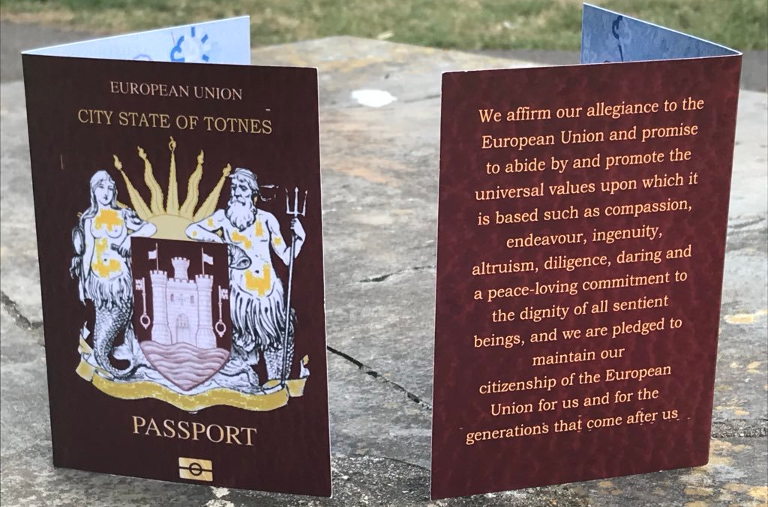 EUROPEAN UNION
CITY STATE OF TOTNES
PASSPORT
We affirm our allegiance to the
European Union and promise
to abide by and promote the
universal values upon which it
is based such as compassion,
endeavour, ingenuity,
altruism, diligence, daring and
a peace-loving commitment to
the dignity of all sentient
beings, and we are pledged to
maintain our
citizenship of the European
Union for us and for the
generations that come after us